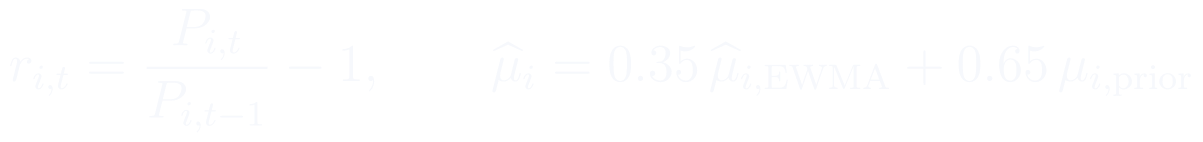 r_{i,t} = \frac{P_{i,t}}{P_{i,t-1}} - 1, \qquad \widehat{\mu}_i = 0.35\,\widehat{\mu}_{i,\mathrm{EWMA}} + 0.65\,\mu_{i,\mathrm{prior}}